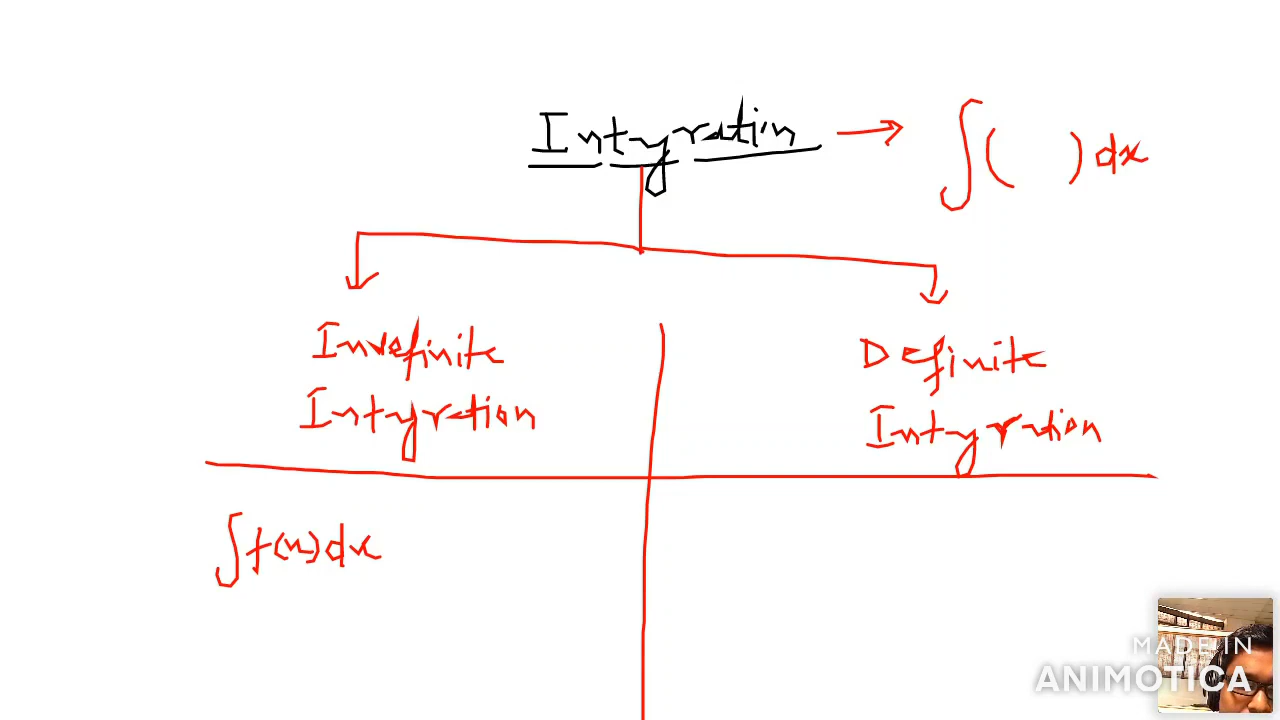 Integration → ∫( ) dx
Indefinite
Integration
Definite
Integration
∫f(x)dx
MADE IN
ANIMOTICA